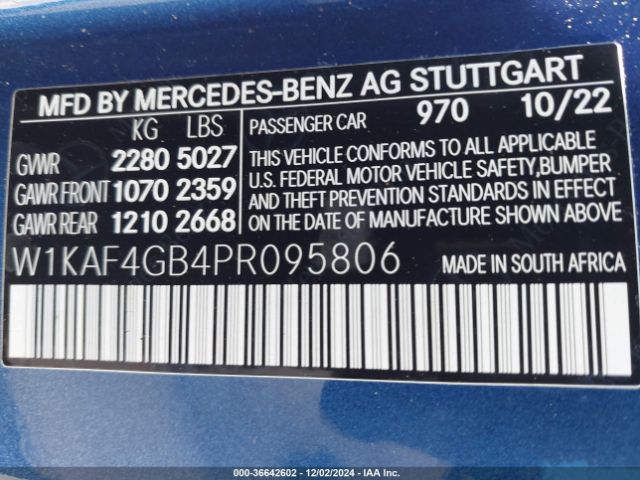 MFD BY MERCEDES-BENZ AG STUTTGART
KG LBS
GVWR 2280 5027
GAWR FRONT 1070 2359
GAWR REAR 1210 2668
PASSENGER CAR 970 10/22
THIS VEHICLE CONFORMS TO ALL APPLICABLE
U.S. FEDERAL MOTOR VEHICLE SAFETY,BUMPER
AND THEFT PREVENTION STANDARDS IN EFFECT
ON THE DATE OF MANUFACTURE SHOWN ABOVE
W1KAF4GB4PR095806 MADE IN SOUTH AFRICA
000-36642602 - 12/02/2024 - IAA Inc.